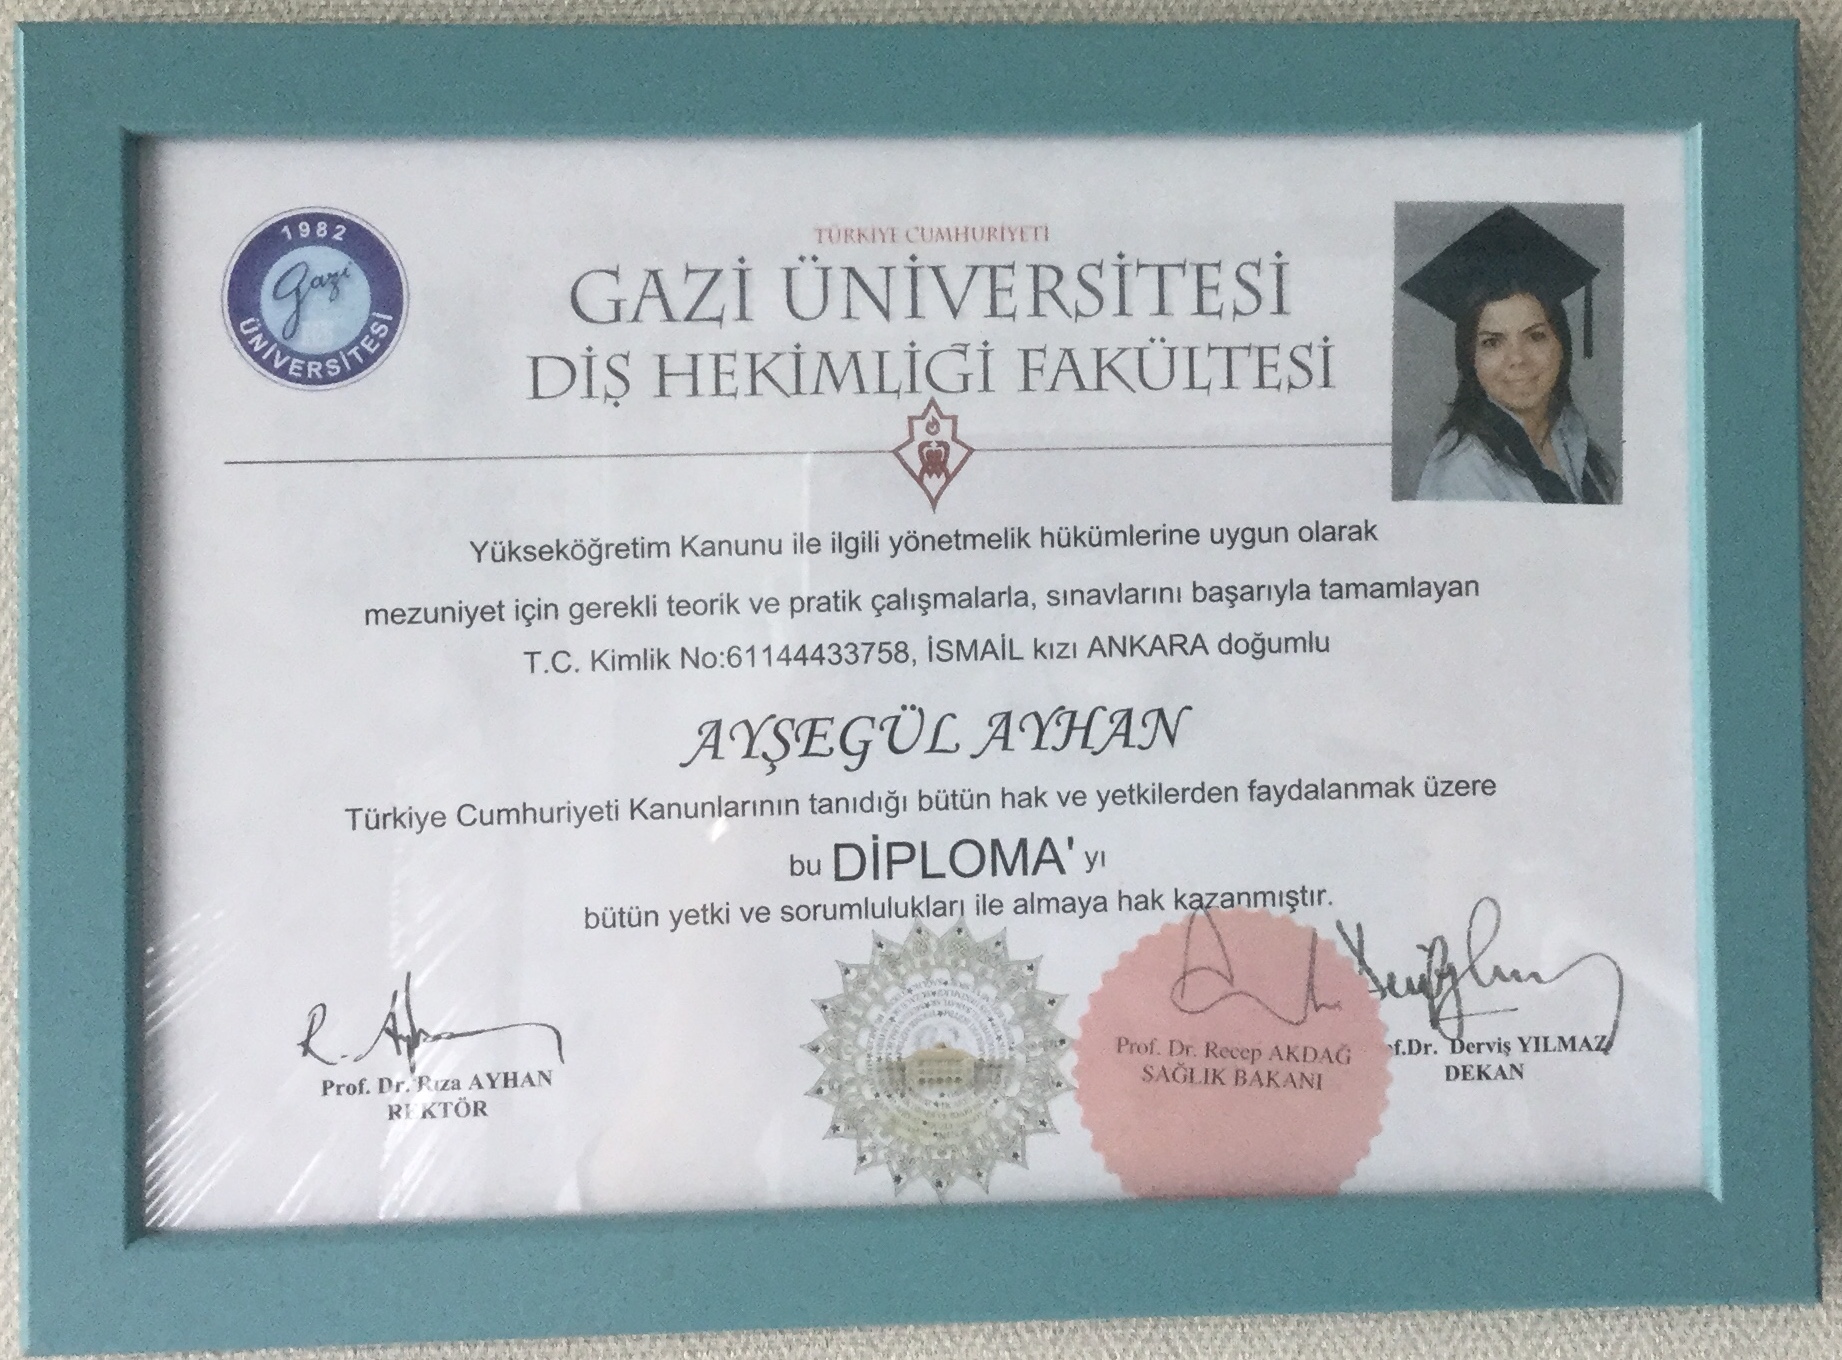 1982
Gazi
ÜNİVERSİTESİ
TÜRKİYE CUMHURİYETİ
GAZİ ÜNİVERSİTESİ
DİŞ HEKİMLİĞİ FAKÜLTESİ
Yükseköğretim Kanunu ile ilgili yönetmelik hükümlerine uygun olarak
mezuniyet için gerekli teorik ve pratik çalışmalarla, sınavlarını başarıyla tamamlayan
T.C. Kimlik No:61144433758, İSMAİL kızı ANKARA doğumlu
AYŞEGÜL AYHAN
Türkiye Cumhuriyeti Kanunlarının tanıdığı bütün hak ve yetkilerden faydalanmak üzere
bu DİPLOMA' yı
bütün yetki ve sorumlulukları ile almaya hak kazanmıştır.
Prof. Dr. Rıza AYHAN
REKTÖR
Prof. Dr. Recep AKDAĞ
SAĞLIK BAKANI
f.Dr. Derviş YILMAZ
DEKAN